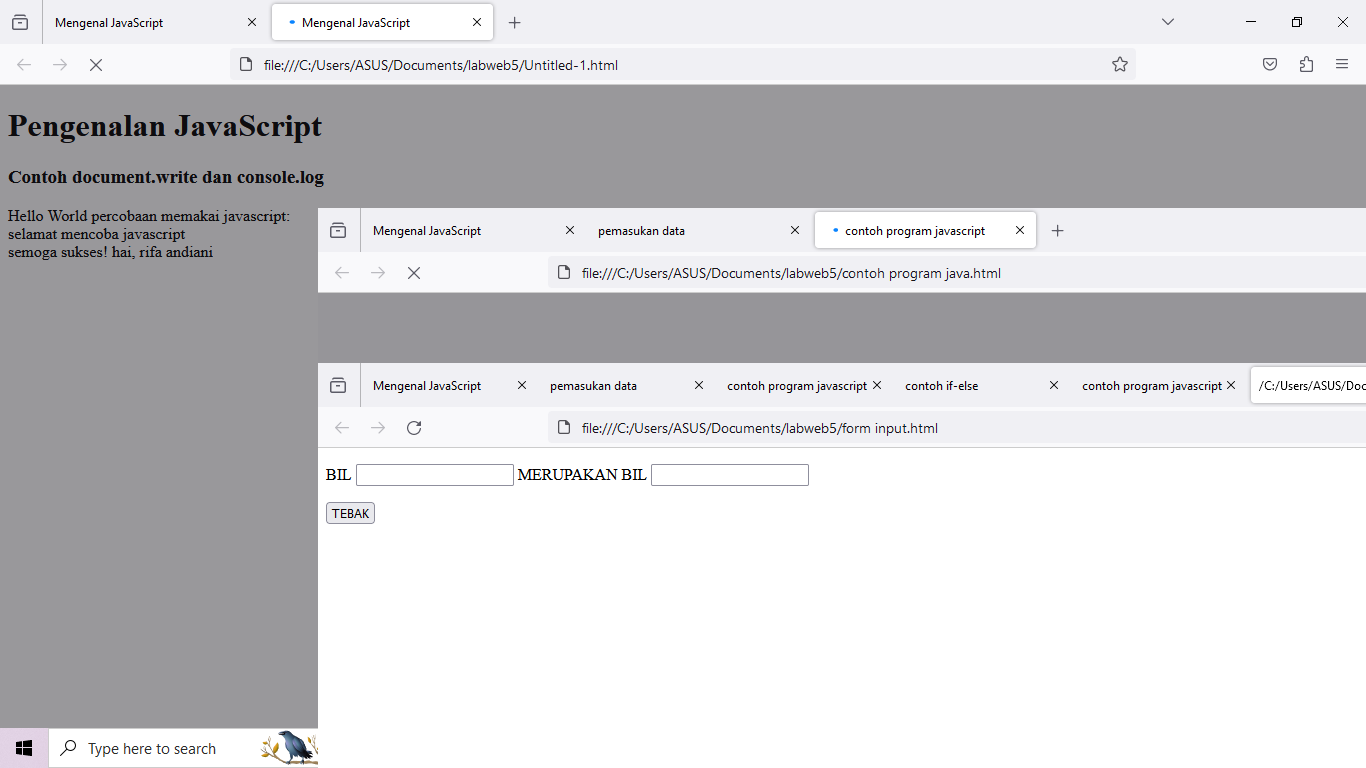 Mengenal JavaScript
Mengenal JavaScript
file:///C:/Users/ASUS/Documents/labweb5/Untitled-1.html
Pengenalan JavaScript
Contoh document.write dan console.log
Hello World percobaan memakai javascript:
selamat mencoba javascript
semoga sukses! hai, rifa andiani
Mengenal JavaScript pemasukan data contoh program javascript
file:///C:/Users/ASUS/Documents/labweb5/contoh program java.html
Mengenal JavaScript pemasukan data contoh program javascript contoh if-else contoh program javascript /C:/Users/ASUS/Doc
file:///C:/Users/ASUS/Documents/labweb5/form input.html
BIL MERUPAKAN BIL
TEBAK
Type here to search